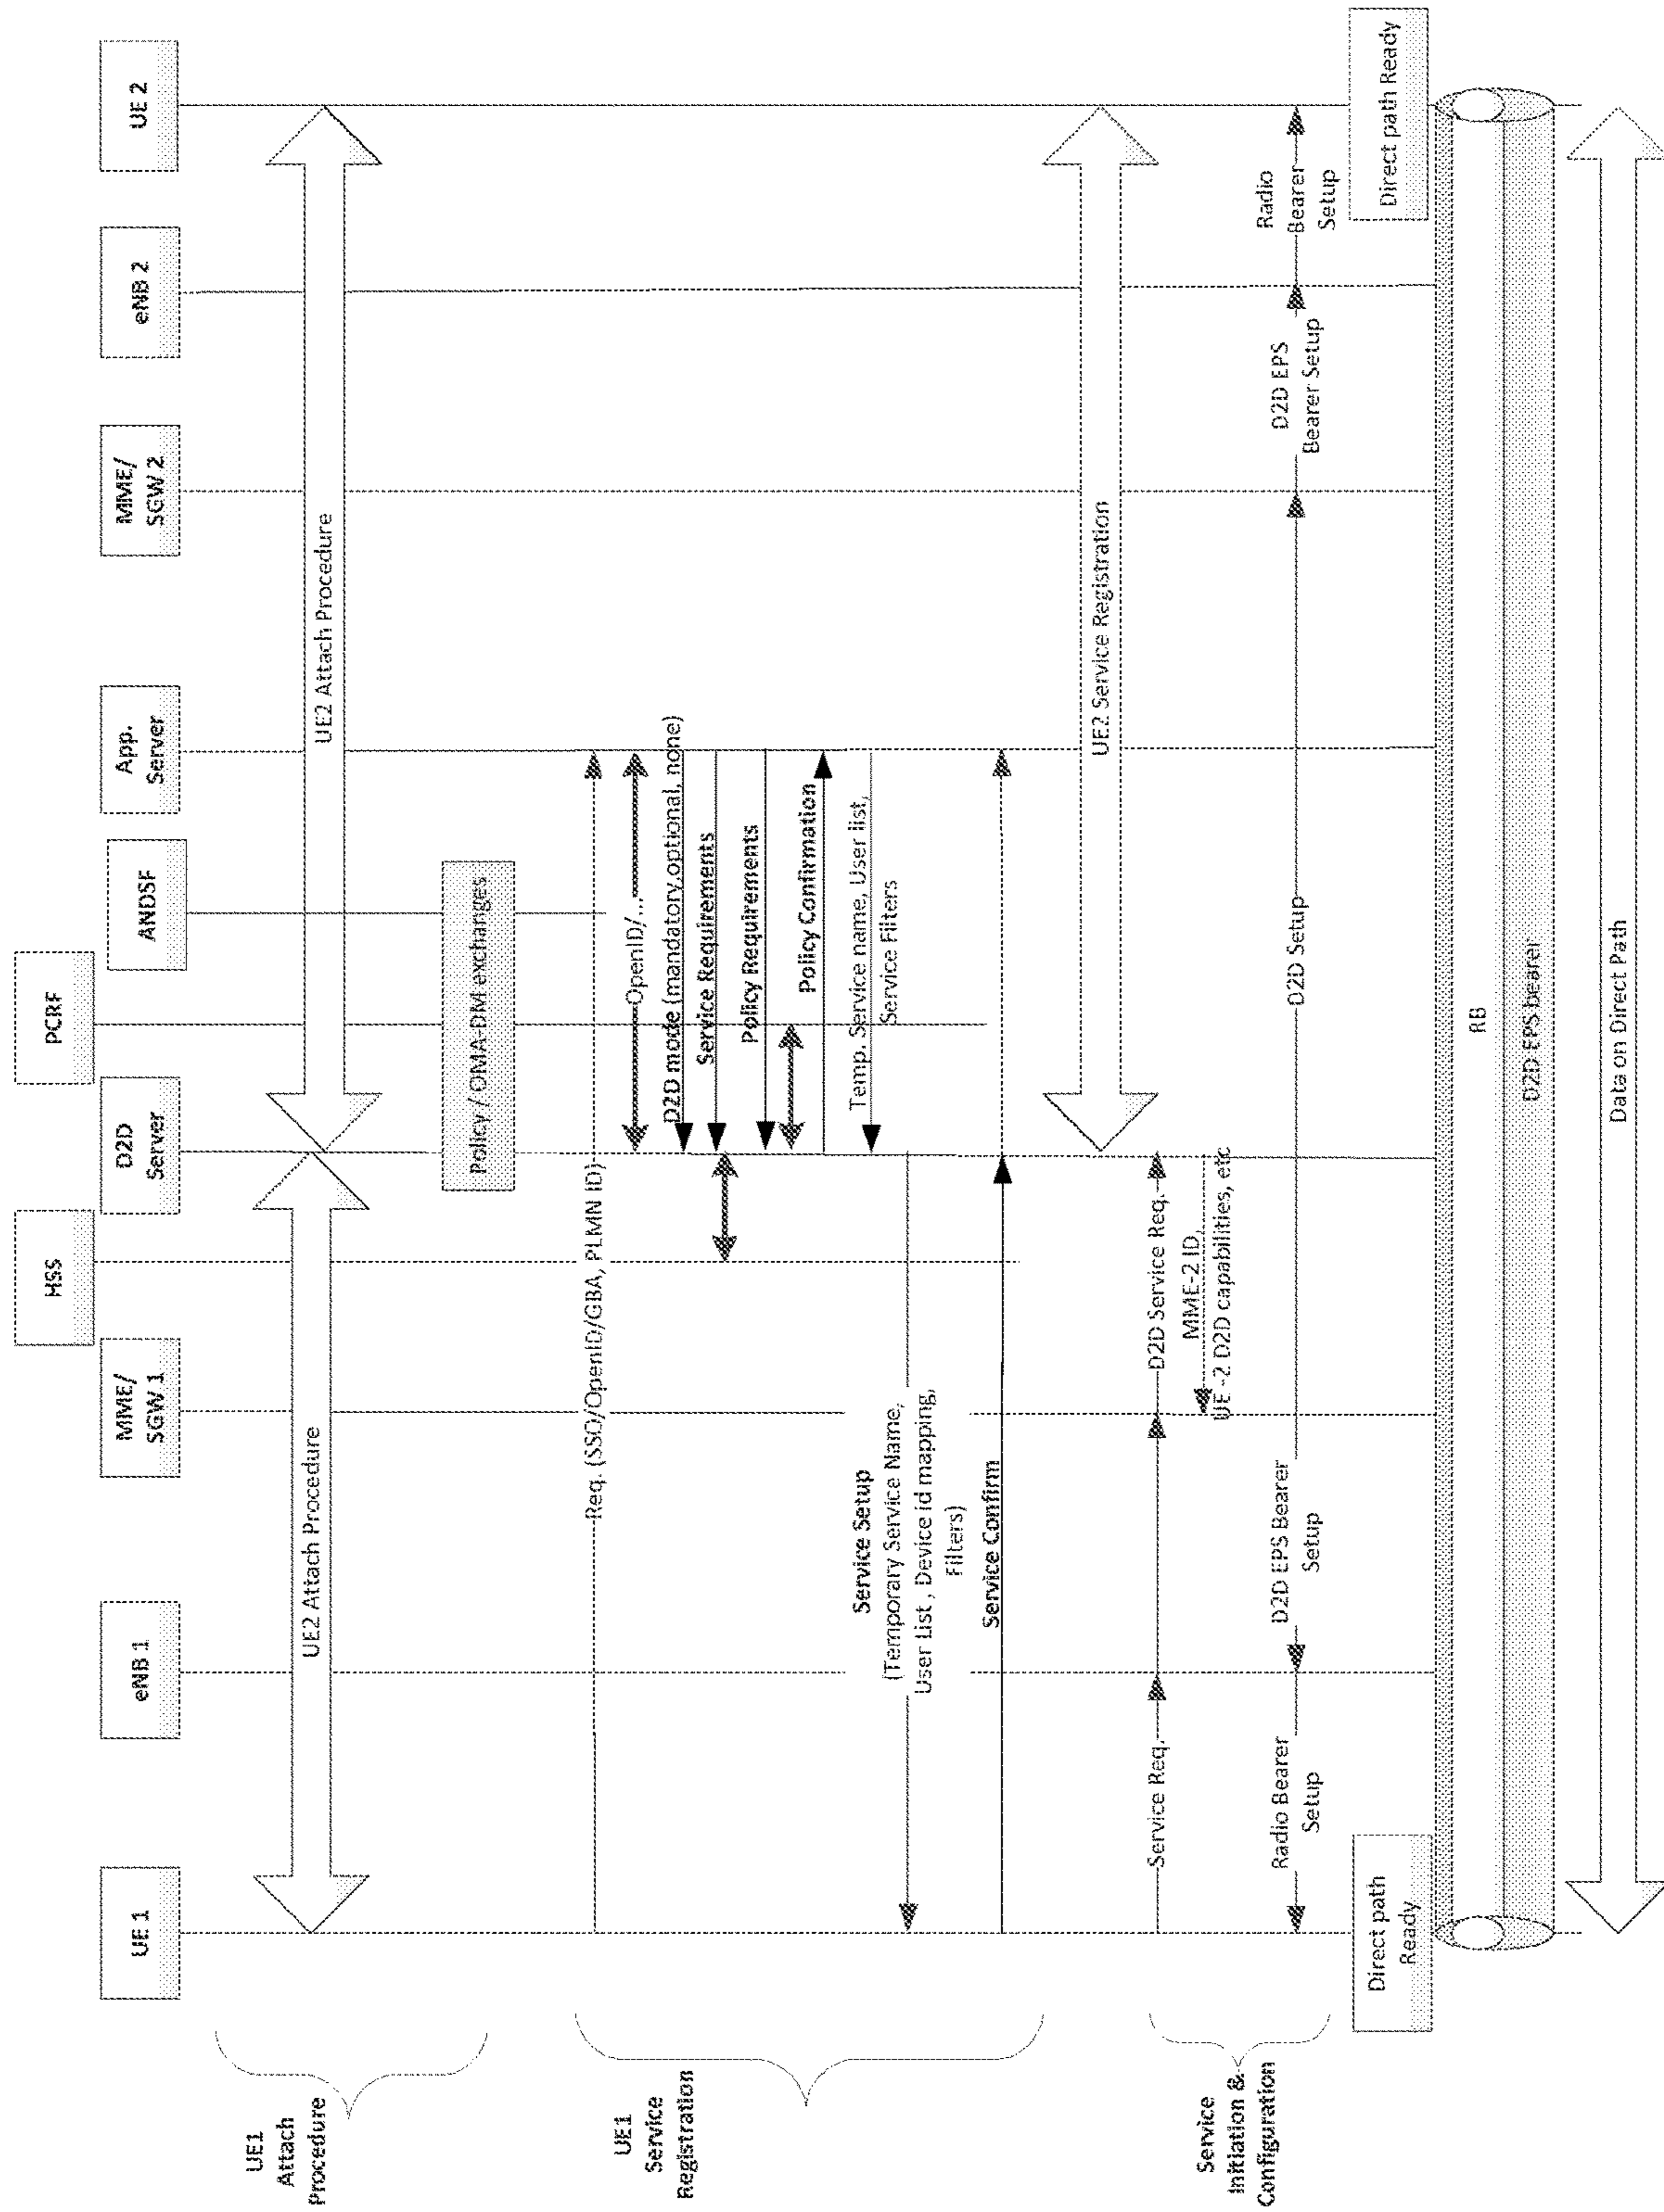 HSS
PCRF
UE 1
eNB 1
MME/
SGW 1
D2D
Server
ANDSF
App.
Server
MME/
SGW 2
eNB 2
UE 2
UE1
Attach
Procedure
UE2 Attach Procedure
UE2 Attach Procedure
Policy / OMA-DM exchanges
UE1
Service
Registration
Req. (SSO/OpenID/GBA, PLMN ID)
OpenID/...
D2D mode (mandatory,optional, none)
Service Requirements
Policy Requirements
Policy Confirmation
Temp. Service name, User list,
Service Filters
Service Setup
(Temporary Service Name,
User List , Device id mapping,
Filters)
Service Confirm
UE2 Service Registration
Service
Initiation &
Configuration
Service Req.
D2D Service Req.
MME-2 ID,
UE -2 D2D capabilities, etc
Radio Bearer
Setup
D2D EPS Bearer
Setup
D2D Setup
D2D EPS
Bearer Setup
Radio
Bearer
Setup
Direct path
Ready
Direct path Ready
RB
D2D EPS bearer
Data on Direct Path